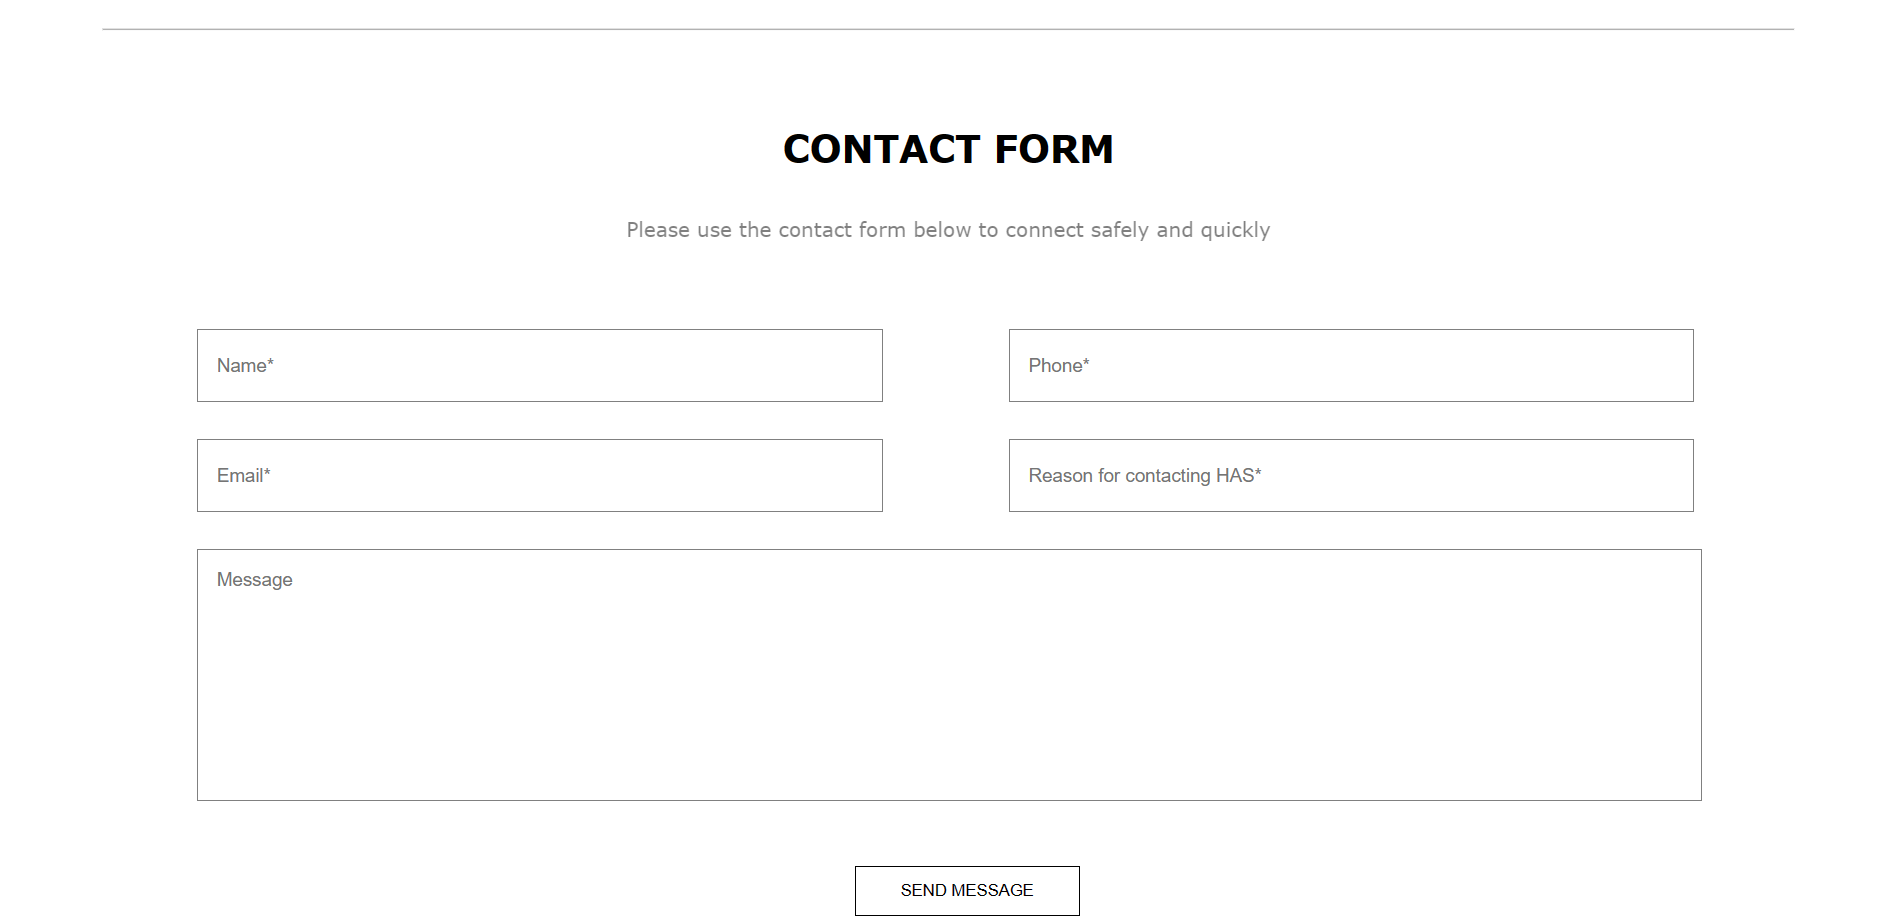 CONTACT FORM
Please use the contact form below to connect safely and quickly
Name*
Phone*
Email*
Reason for contacting HAS*
Message
SEND MESSAGE